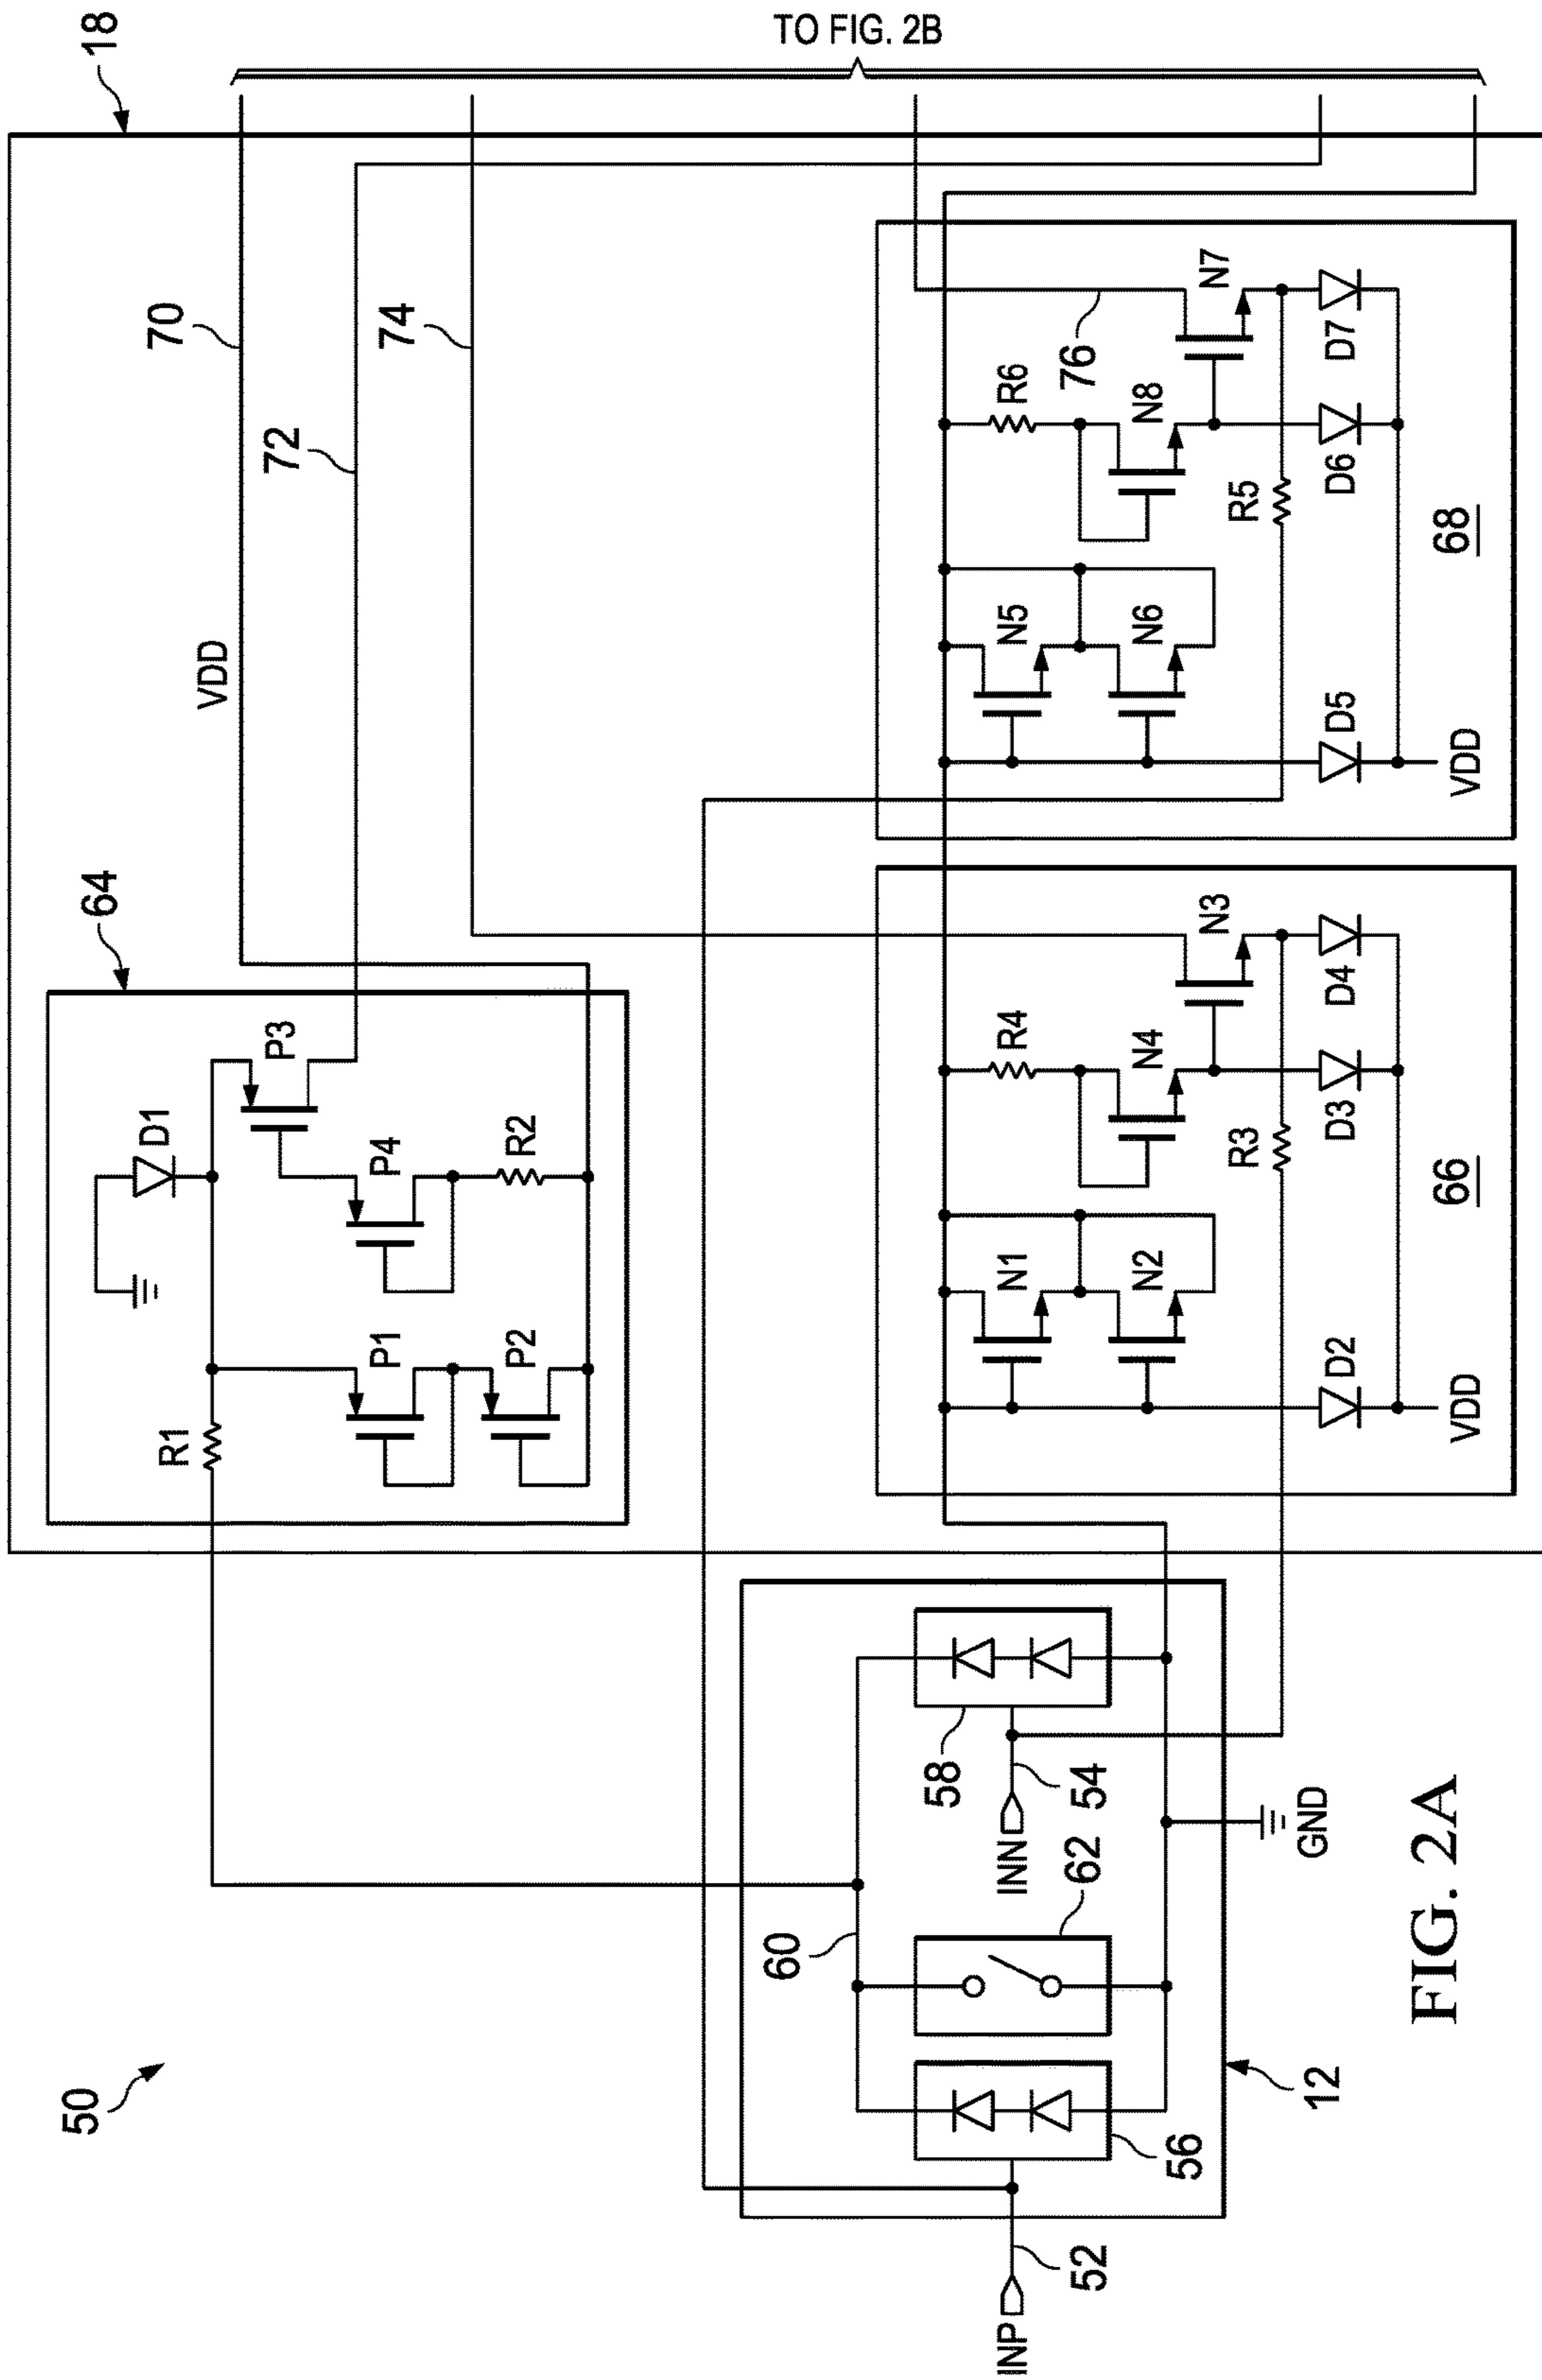 18
TO FIG. 2B
70
VDD
72
74
64
D1
P3
P4
R2
P1
P2
R1
76
R6
N8
N7
N5
N6
R5
D5
D6
D7
VDD
68
R4
N4
N3
N1
N2
R3
D2
D3
D4
VDD
66
50
60
58
INN
54
62
56
INP
52
12
GND
FIG. 2A